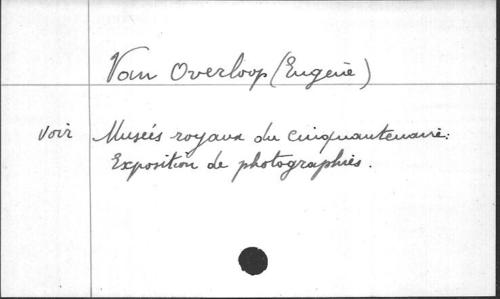 Van Overloop (Eugène)
Voir Musées royaux du Cinquantenaire:
Exposition de photographies.